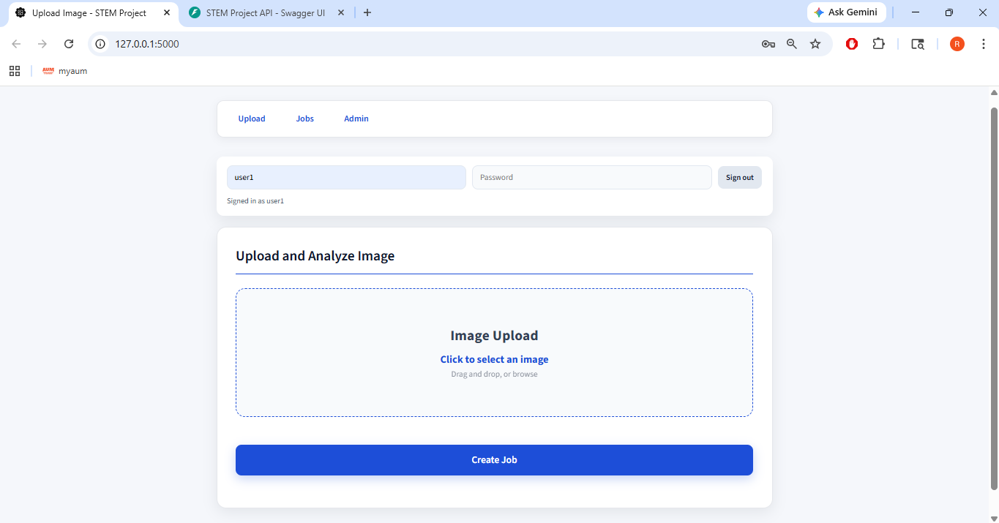 Upload Image - STEM Project
STEM Project API - Swagger UI
Ask Gemini
127.0.0.1:5000
R
AUM
myaum
Upload Jobs Admin
user1 Password Sign out
Signed in as user1
Upload and Analyze Image
Image Upload
Click to select an image
Drag and drop, or browse
Create Job